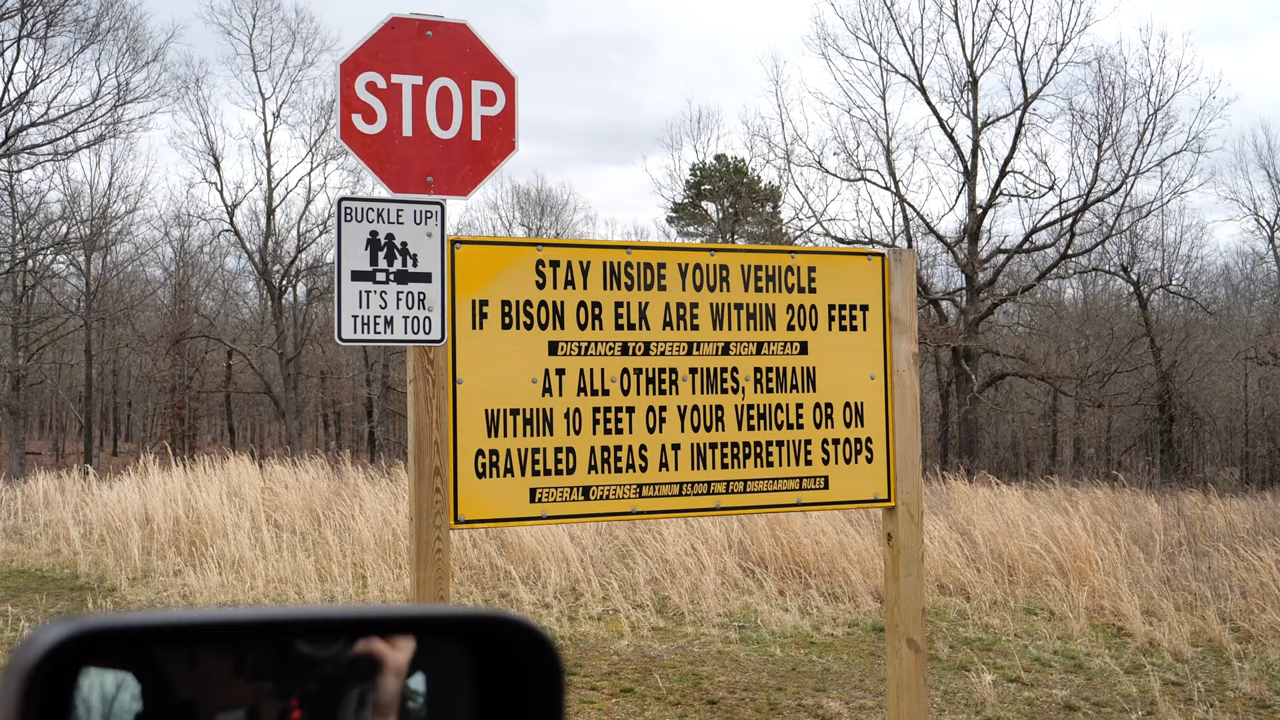 STOP
BUCKLE UP!
IT'S FOR
THEM TOO
STAY INSIDE YOUR VEHICLE
IF BISON OR ELK ARE WITHIN 200 FEET
DISTANCE TO SPEED LIMIT SIGN AHEAD
AT ALL OTHER TIMES, REMAIN
WITHIN 10 FEET OF YOUR VEHICLE OR ON
GRAVELED AREAS AT INTERPRETIVE STOPS
FEDERAL OFFENSE: MAXIMUM $5,000 FINE FOR DISREGARDING RULES